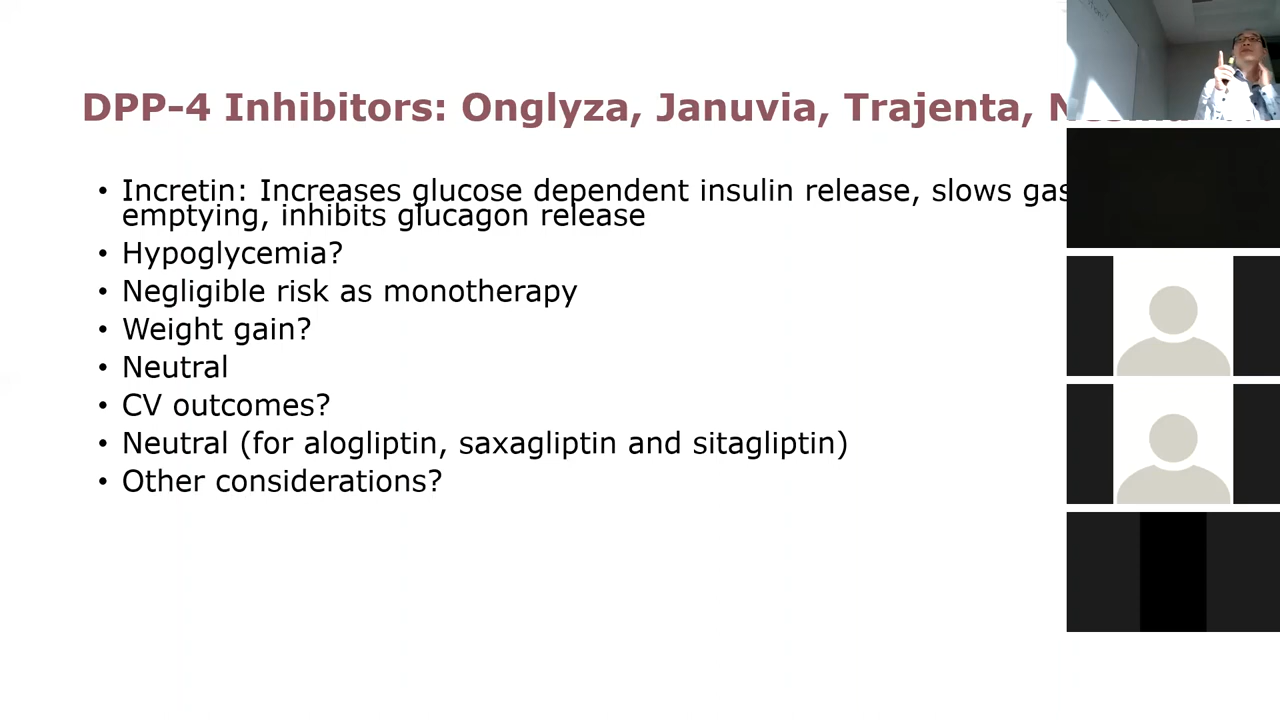 DPP-4 Inhibitors: Onglyza, Januvia, Trajenta,
• Incretin: Increases glucose dependent insulin release, slows
emptying, inhibits glucagon release
• Hypoglycemia?
• Negligible risk as monotherapy
• Weight gain?
• Neutral
• CV outcomes?
• Neutral (for alogliptin, saxagliptin and sitagliptin)
• Other considerations?